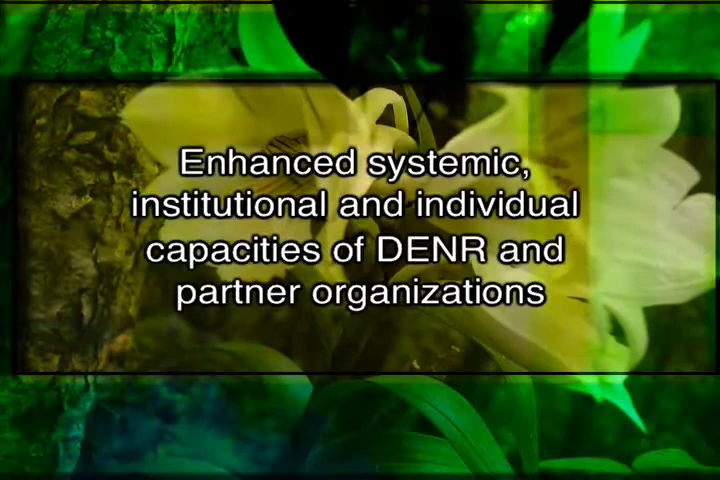 Enhanced systemic,
institutional and individual
capacities of DENR and
partner organizations